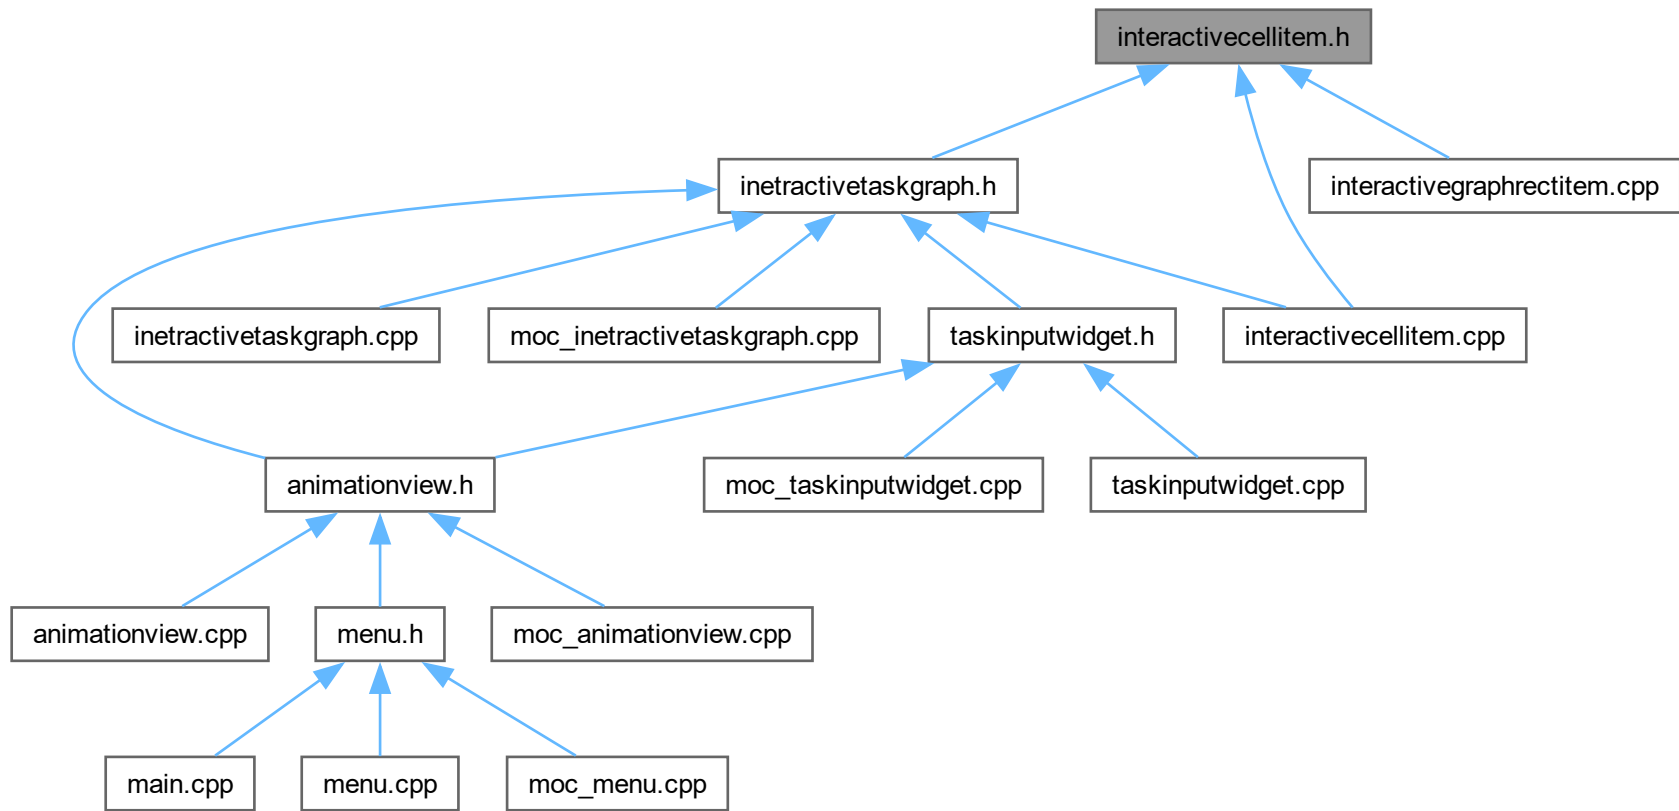 interactivecellitem.h
inetractivetaskgraph.h
interactivegraphrectitem.cpp
inetractivetaskgraph.cpp
moc_inetractivetaskgraph.cpp
taskinputwidget.h
interactivecellitem.cpp
animationview.h
moc_taskinputwidget.cpp
taskinputwidget.cpp
animationview.cpp
menu.h
moc_animationview.cpp
main.cpp
menu.cpp
moc_menu.cpp